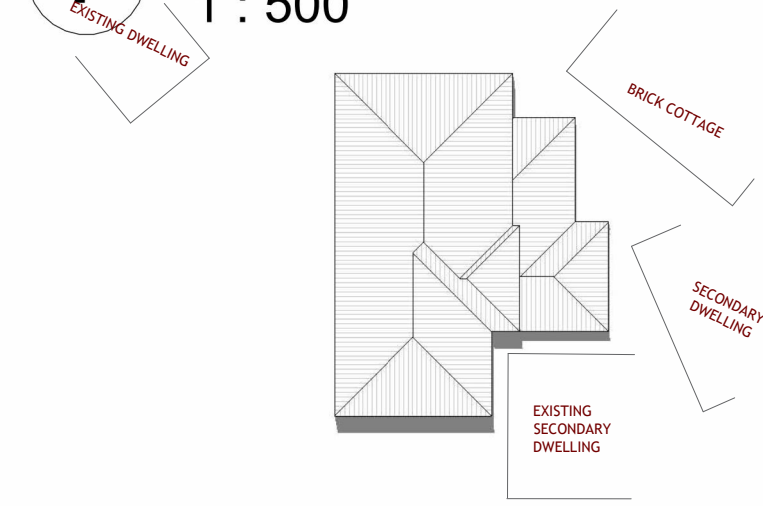 1 : 500
EXISTING DWELLING
BRICK COTTAGE
SECONDARY
DWELLING
EXISTING
SECONDARY
DWELLING